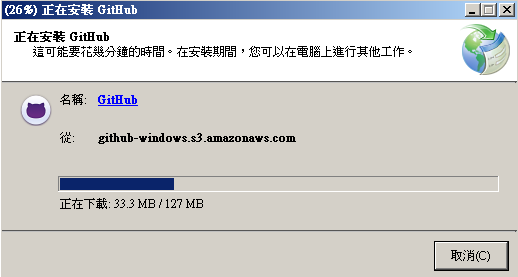 (26%) 正在安裝 GitHub
正在安裝 GitHub
這可能要花幾分鐘的時間。在安裝期間，您可以在電腦上進行其他工作。
名稱: GitHub
從: github-windows.s3.amazonaws.com
正在下載: 33.3 MB / 127 MB
取消(C)